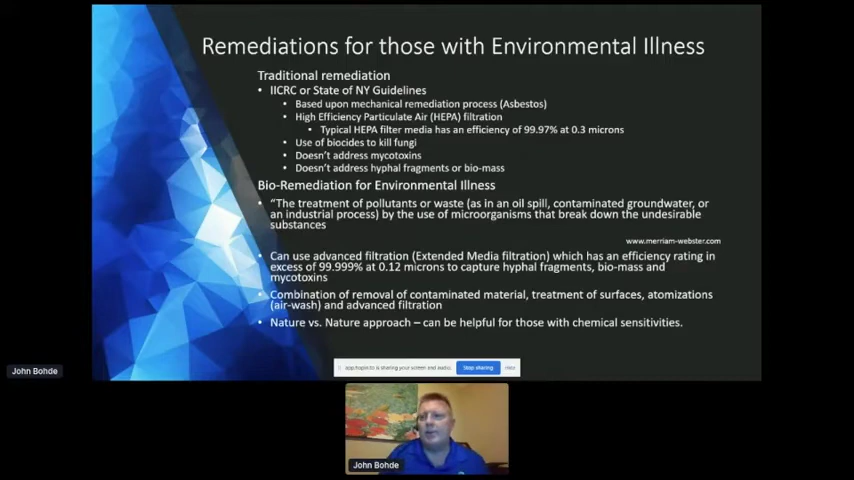 Remediations for those with Environmental Illness
Traditional remediation
• IICRC or State of NY Guidelines
• Based upon mechanical remediation process (Asbestos)
• High Efficiency Particulate Air (HEPA) filtration
• Typical HEPA filter media has an efficiency of 99.97% at 0.3 microns
• Use of biocides to kill fungi
• Doesn't address mycotoxins
• Doesn't address hyphal fragments or bio-mass
Bio-Remediation for Environmental Illness
• "The treatment of pollutants or waste (as in an oil spill, contaminated groundwater, or
an industrial process) by the use of microorganisms that break down the undesirable
substances
www.merriam-webster.com
• Can use advanced filtration (Extended Media filtration) which has an efficiency rating in
excess of 99.999% at 0.12 microns to capture hyphal fragments, bio-mass and
mycotoxins
• Combination of removal of contaminated material, treatment of surfaces, atomizations
(air-wash) and advanced filtration
• Nature vs. Nature approach – can be helpful for those with chemical sensitivities.
is sharing your screen and audio. Stop sharing Hide
John Bohde
John Bohde